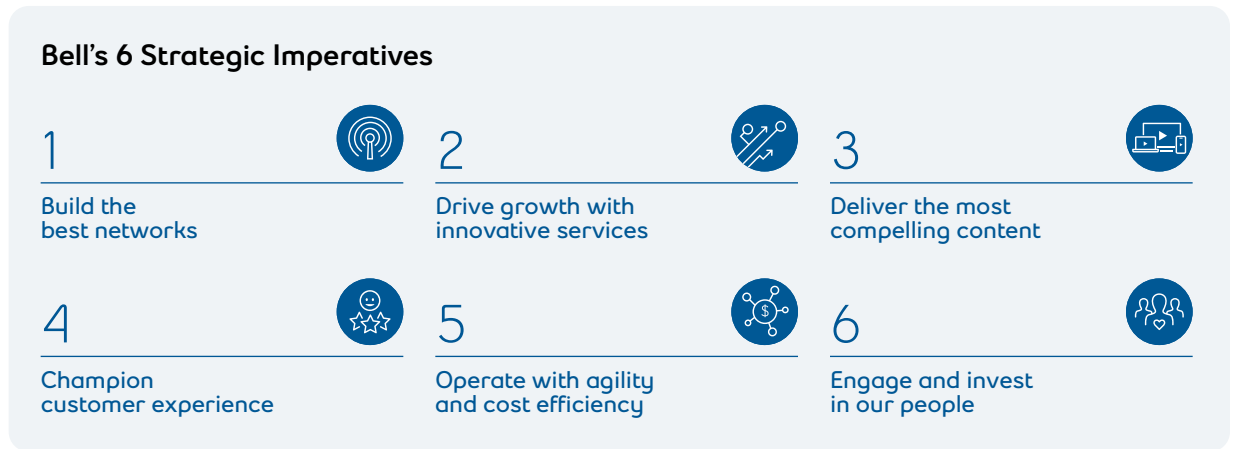 Bell’s 6 Strategic Imperatives
1
Build the
best networks
2
Drive growth with
innovative services
3
Deliver the most
compelling content
4
Champion
customer experience
5
$
Operate with agility
and cost efficiency
6
Engage and invest
in our people